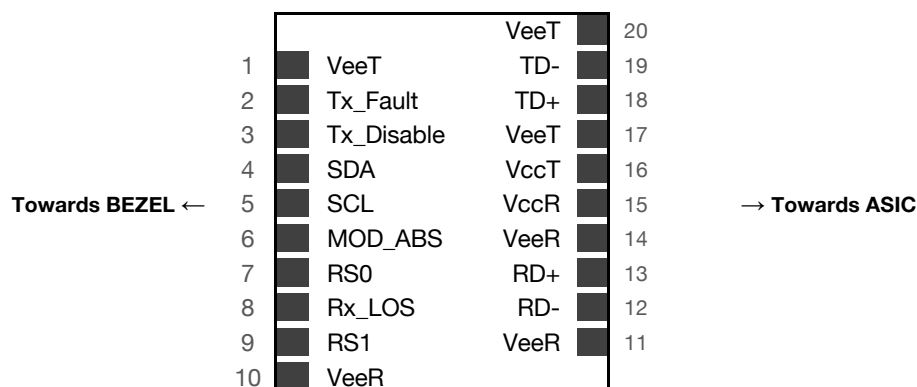 VeeT 20
1 VeeT TD- 19
2 Tx_Fault TD+ 18
3 Tx_Disable VeeT 17
4 SDA VccT 16
Towards BEZEL ← 5 SCL VccR 15 → Towards ASIC
6 MOD_ABS VeeR 14
7 RS0 RD+ 13
8 Rx_LOS RD- 12
9 RS1 VeeR 11
10 VeeR